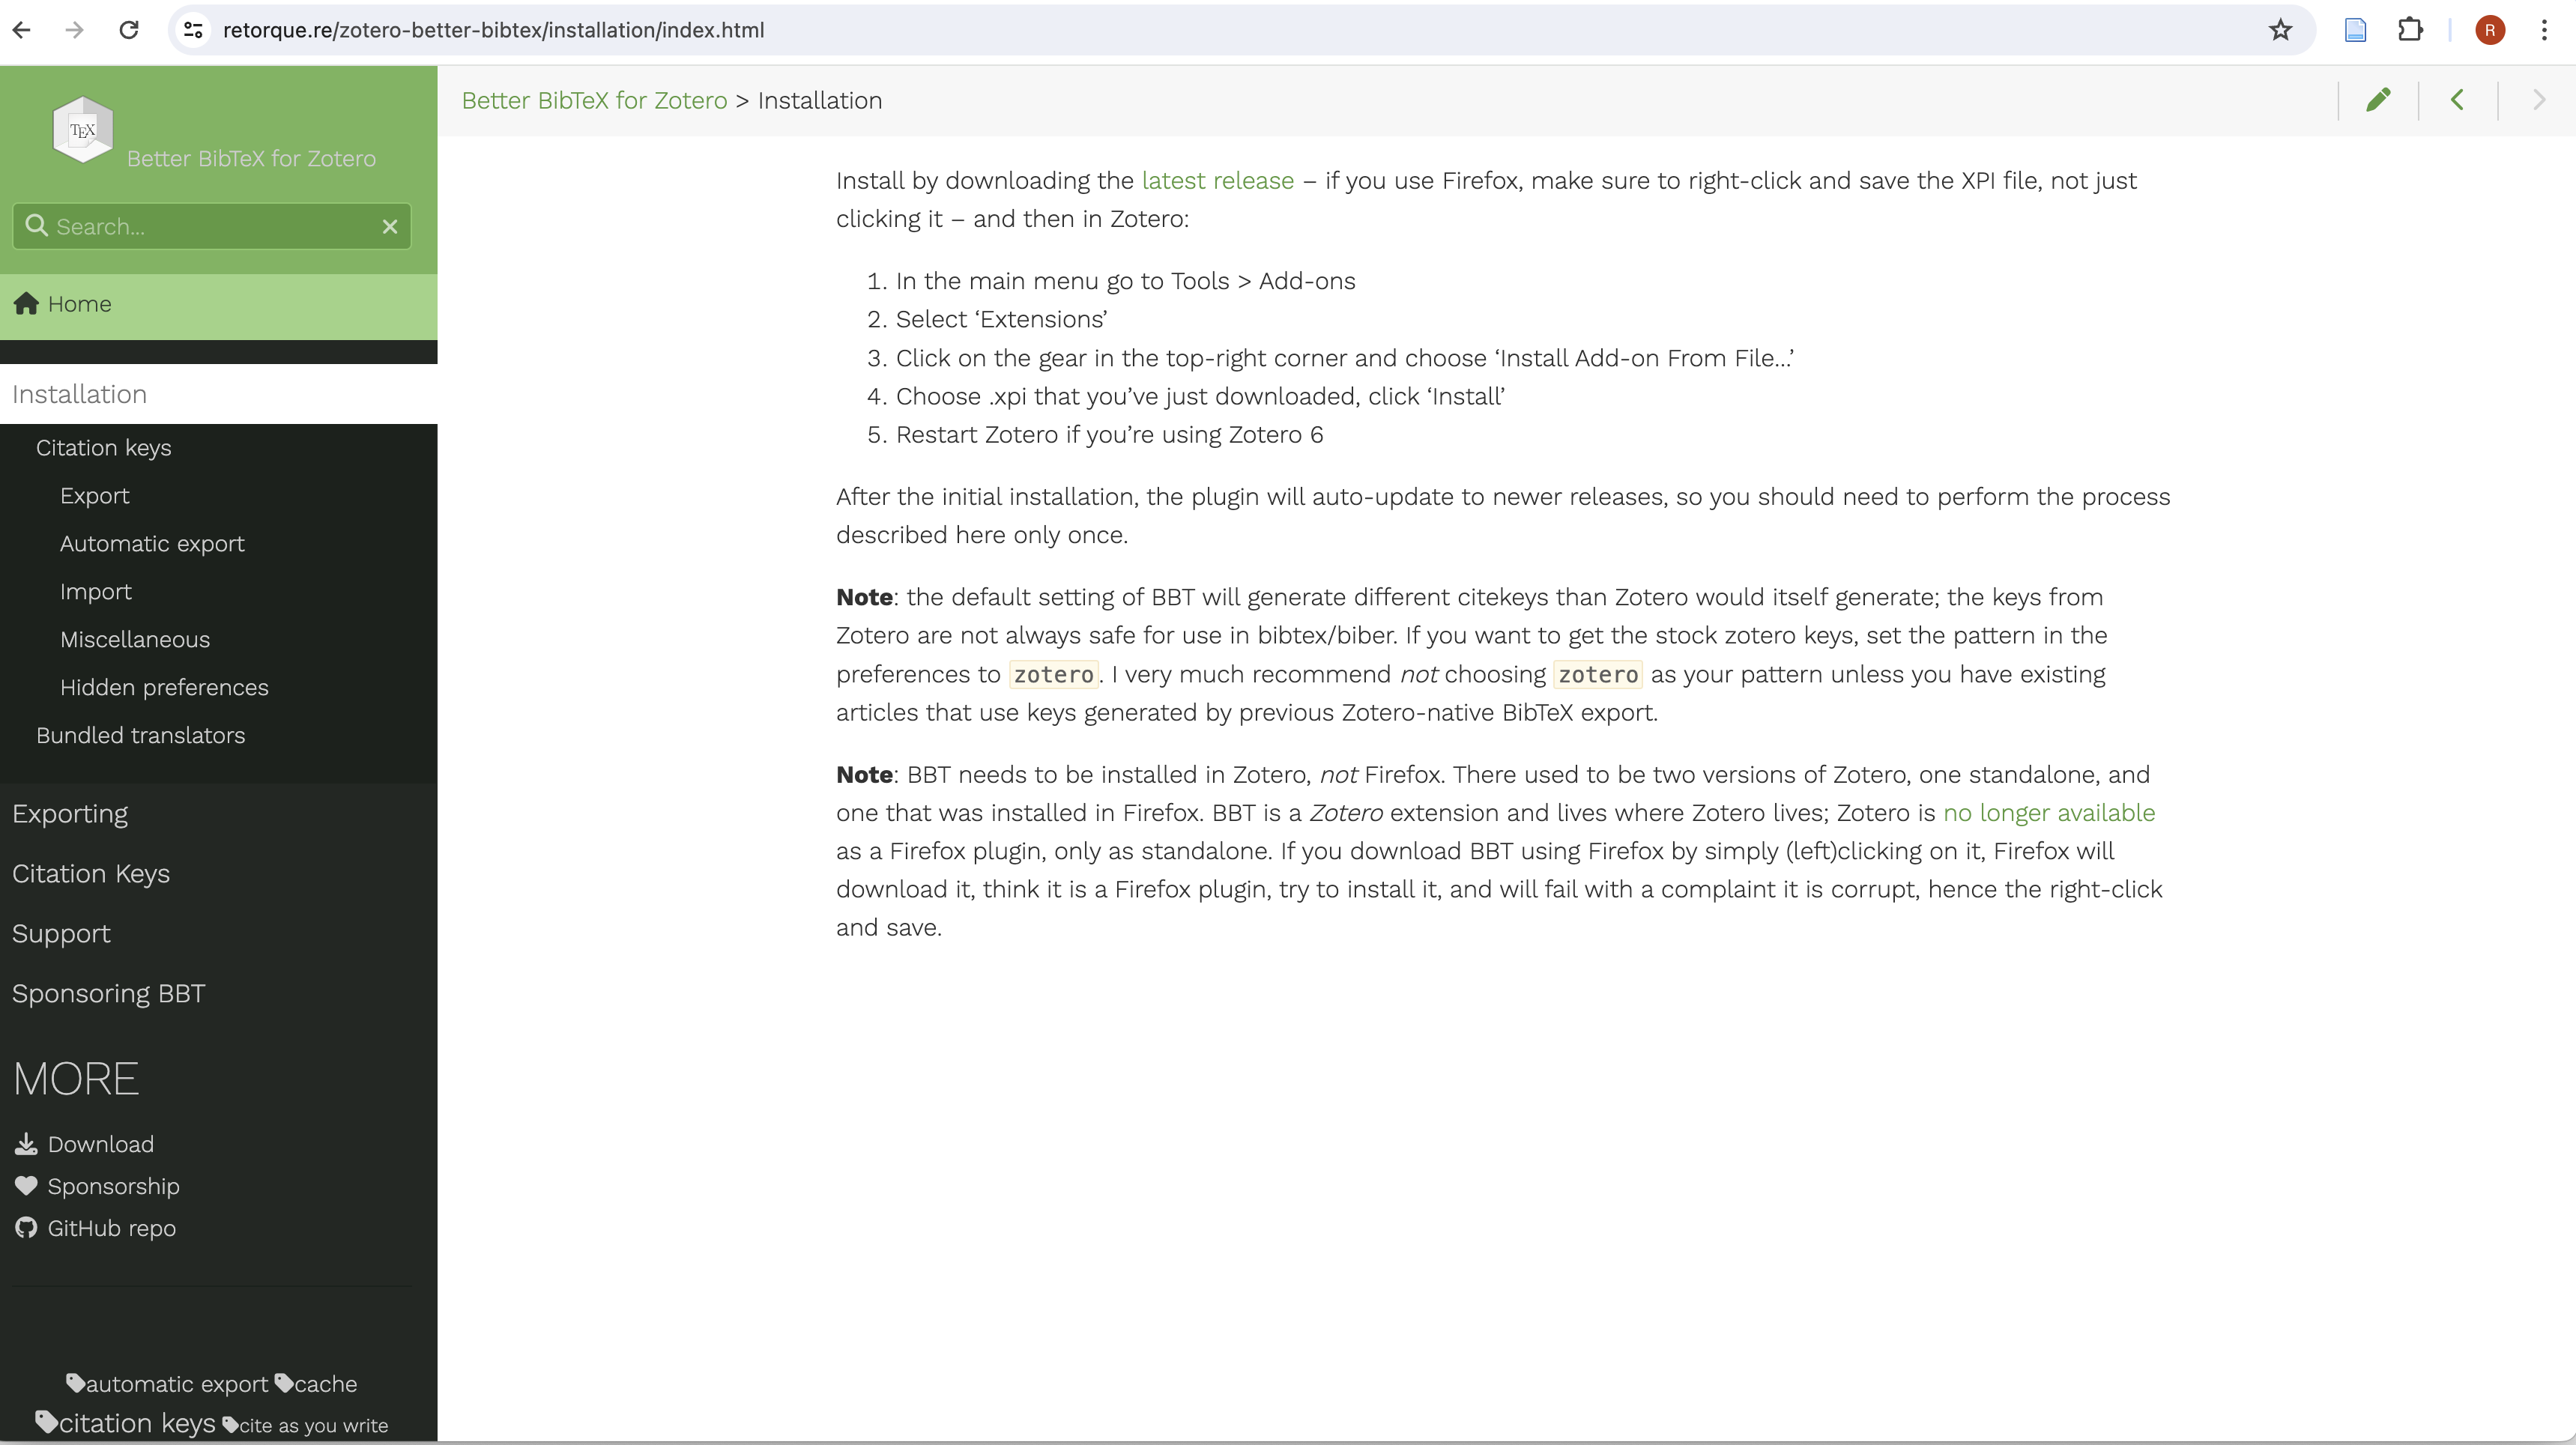 retorque.re/zotero-better-bibtex/installation/index.html
R
TEX
Better BibTeX for Zotero
Search...
Home
Installation
Citation keys
Export
Automatic export
Import
Miscellaneous
Hidden preferences
Bundled translators
Exporting
Citation Keys
Support
Sponsoring BBT
MORE
Download
Sponsorship
GitHub repo
automatic export cache
citation keys cite as you write
Better BibTeX for Zotero > Installation
Install by downloading the latest release – if you use Firefox, make sure to right-click and save the XPI file, not just
clicking it – and then in Zotero:
1. In the main menu go to Tools > Add-ons
2. Select ‘Extensions’
3. Click on the gear in the top-right corner and choose ‘Install Add-on From File…’
4. Choose .xpi that you’ve just downloaded, click ‘Install’
5. Restart Zotero if you’re using Zotero 6
After the initial installation, the plugin will auto-update to newer releases, so you should need to perform the process
described here only once.
Note: the default setting of BBT will generate different citekeys than Zotero would itself generate; the keys from
Zotero are not always safe for use in bibtex/biber. If you want to get the stock zotero keys, set the pattern in the
preferences to zotero. I very much recommend not choosing zotero as your pattern unless you have existing
articles that use keys generated by previous Zotero-native BibTeX export.
Note: BBT needs to be installed in Zotero, not Firefox. There used to be two versions of Zotero, one standalone, and
one that was installed in Firefox. BBT is a Zotero extension and lives where Zotero lives; Zotero is no longer available
as a Firefox plugin, only as standalone. If you download BBT using Firefox by simply (left)clicking on it, Firefox will
download it, think it is a Firefox plugin, try to install it, and will fail with a complaint it is corrupt, hence the right-click
and save.